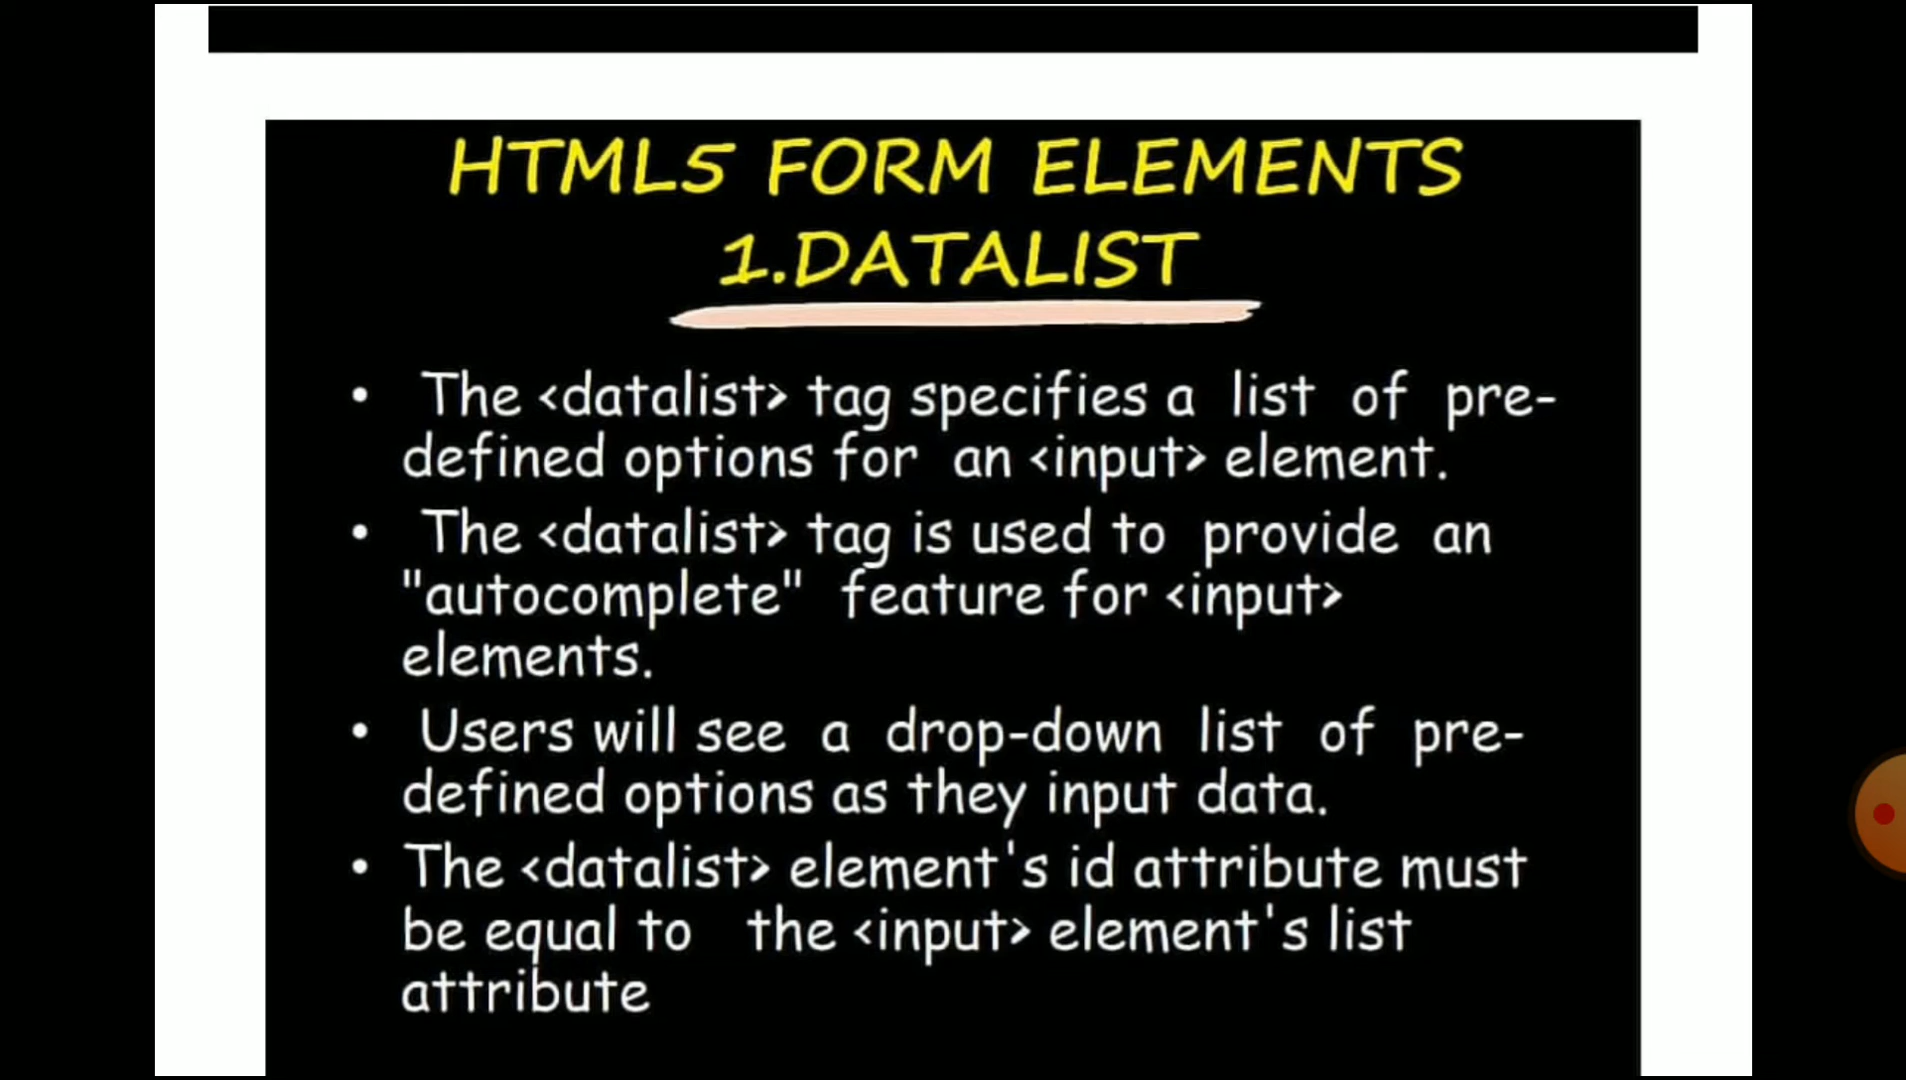 HTML5 FORM ELEMENTS
1.DATALIST
• The <datalist> tag specifies a list of pre-
defined options for an <input> element.
• The <datalist> tag is used to provide an
"autocomplete" feature for <input>
elements.
• Users will see a drop-down list of pre-
defined options as they input data.
• The <datalist> element's id attribute must
be equal to the <input> element's list
attribute